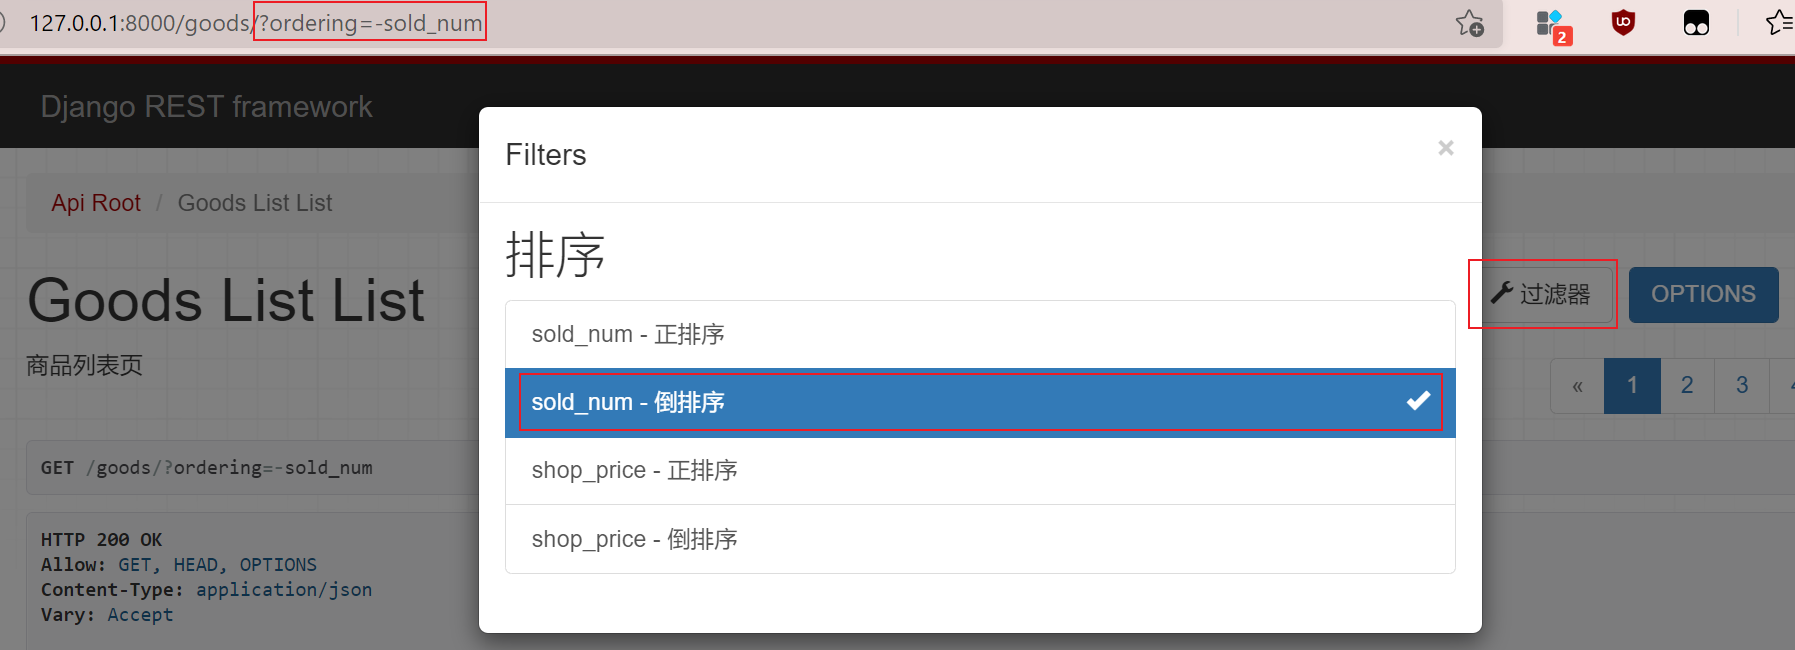 127.0.0.1:8000/goods/?ordering=-sold_num
2
Django REST framework
Filters
×
Api Root / Goods List List
排序
Goods List List
过滤器
OPTIONS
sold_num - 正排序
商品列表页
« 1 2 3
sold_num - 倒排序
shop_price - 正排序
GET /goods/?ordering=-sold_num
shop_price - 倒排序
HTTP 200 OK
Allow: GET, HEAD, OPTIONS
Content-Type: application/json
Vary: Accept